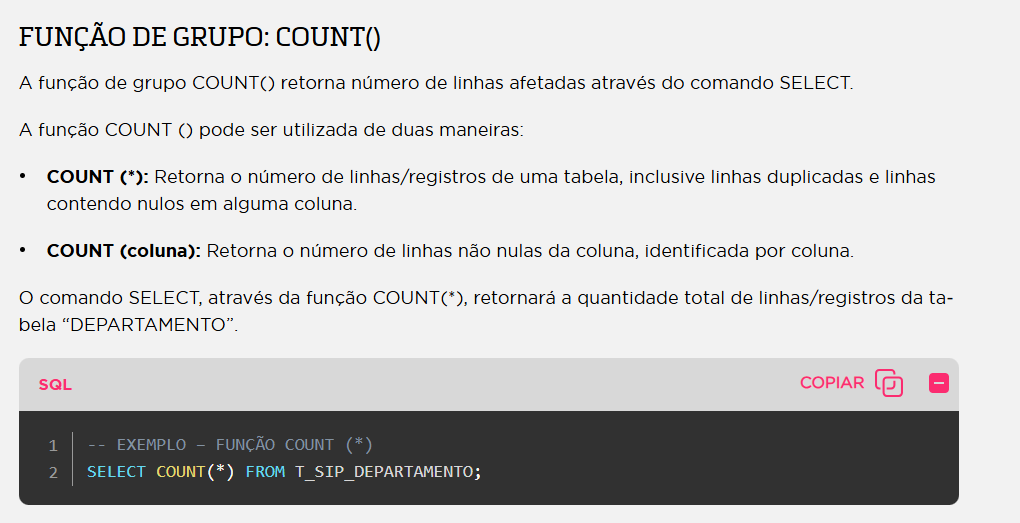 FUNÇÃO DE GRUPO: COUNT()
A função de grupo COUNT() retorna número de linhas afetadas através do comando SELECT.
A função COUNT () pode ser utilizada de duas maneiras:
• COUNT (*): Retorna o número de linhas/registros de uma tabela, inclusive linhas duplicadas e linhas
contendo nulos em alguma coluna.
• COUNT (coluna): Retorna o número de linhas não nulas da coluna, identificada por coluna.
O comando SELECT, através da função COUNT(*), retornará a quantidade total de linhas/registros da ta-
bela “DEPARTAMENTO”.
SQL COPIAR
1 -- EXEMPLO – FUNÇÃO COUNT (*)
2 SELECT COUNT(*) FROM T_SIP_DEPARTAMENTO;